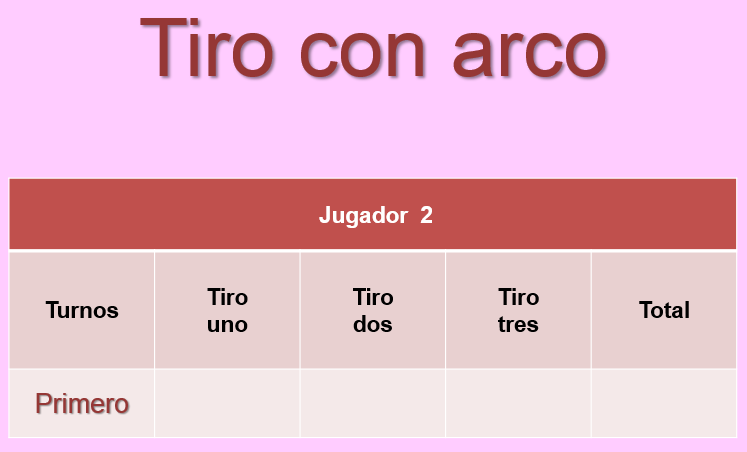 Tiro con arco
Jugador 2
Turnos
Tiro
uno
Tiro
dos
Tiro
tres
Total
Primero